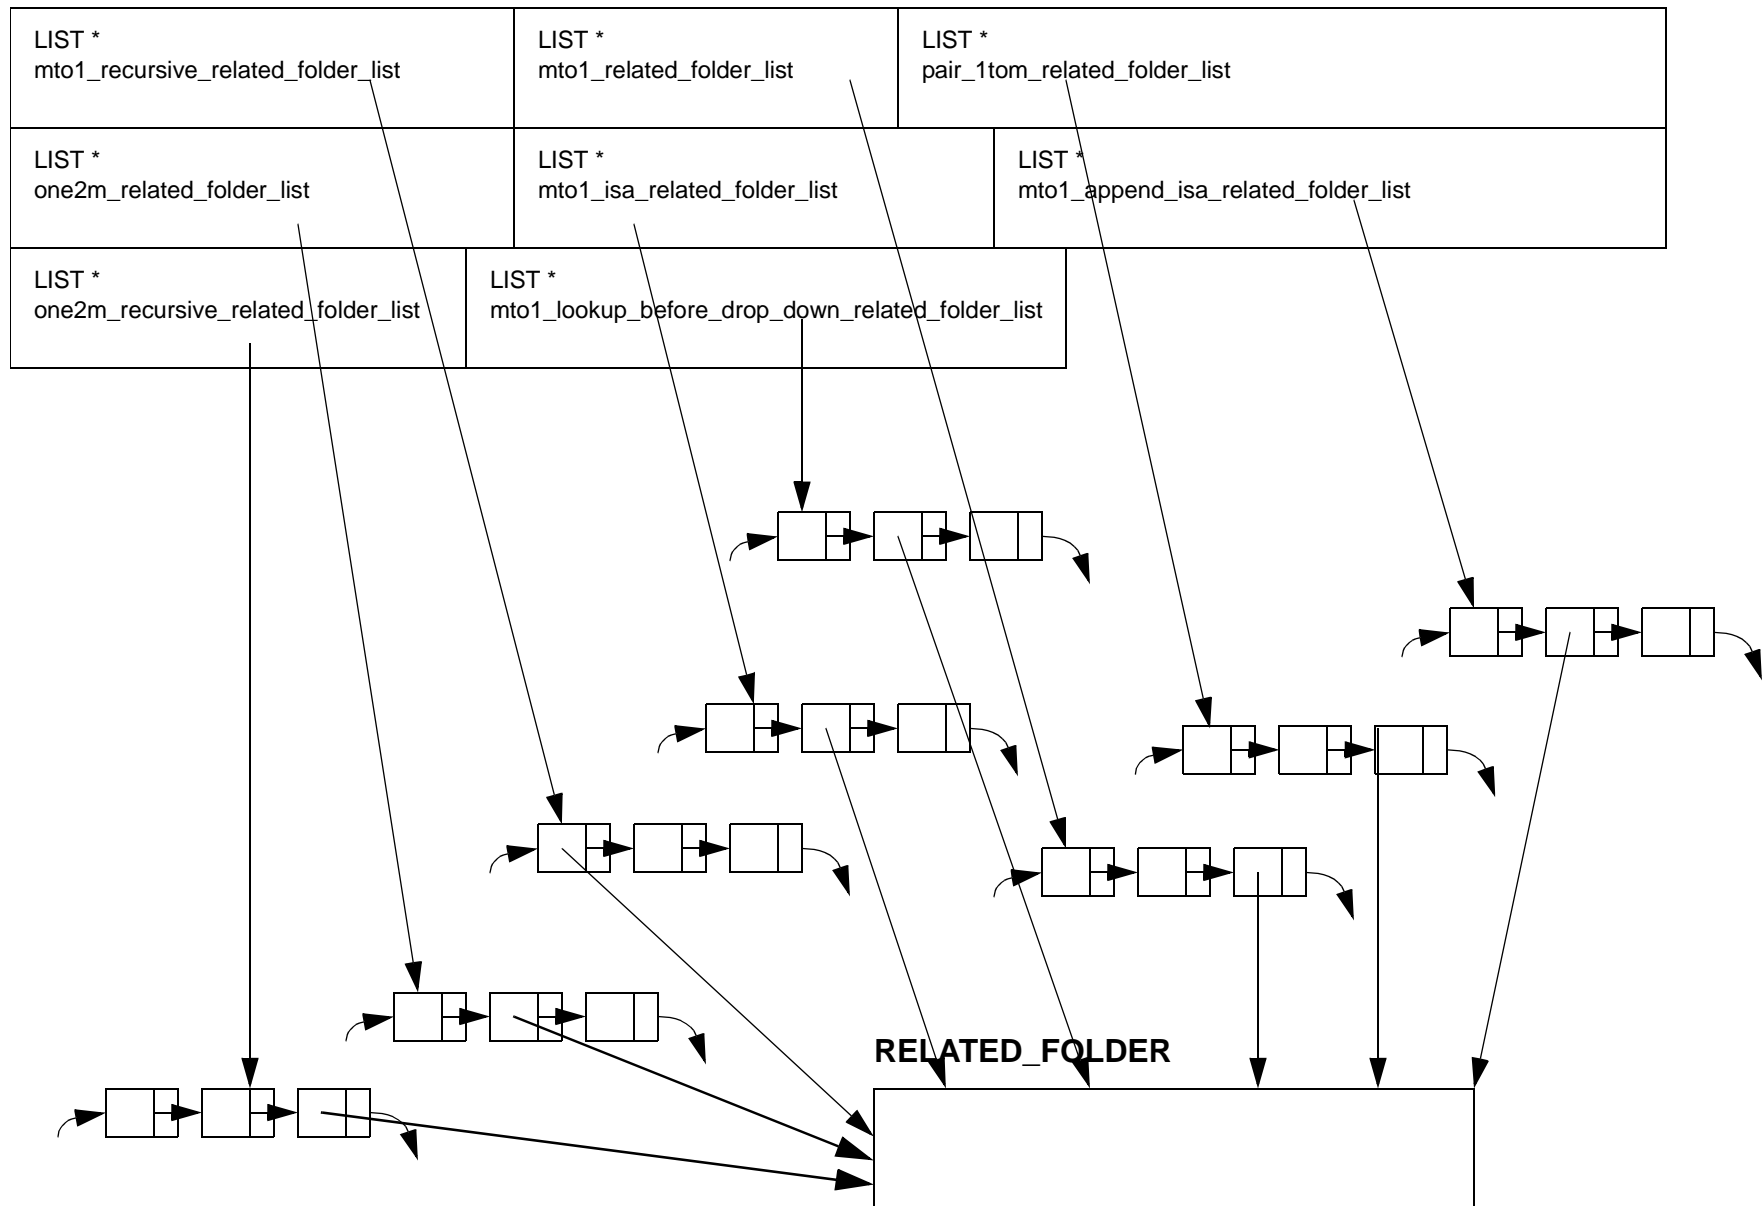 LIST *
mto1_recursive_related_folder_list
LIST *
mto1_related_folder_list
LIST *
pair_1tom_related_folder_list
LIST *
one2m_related_folder_list
LIST *
mto1_isa_related_folder_list
LIST *
mto1_append_isa_related_folder_list
LIST *
one2m_recursive_related_folder_list
LIST *
mto1_lookup_before_drop_down_related_folder_list
RELATED_FOLDER